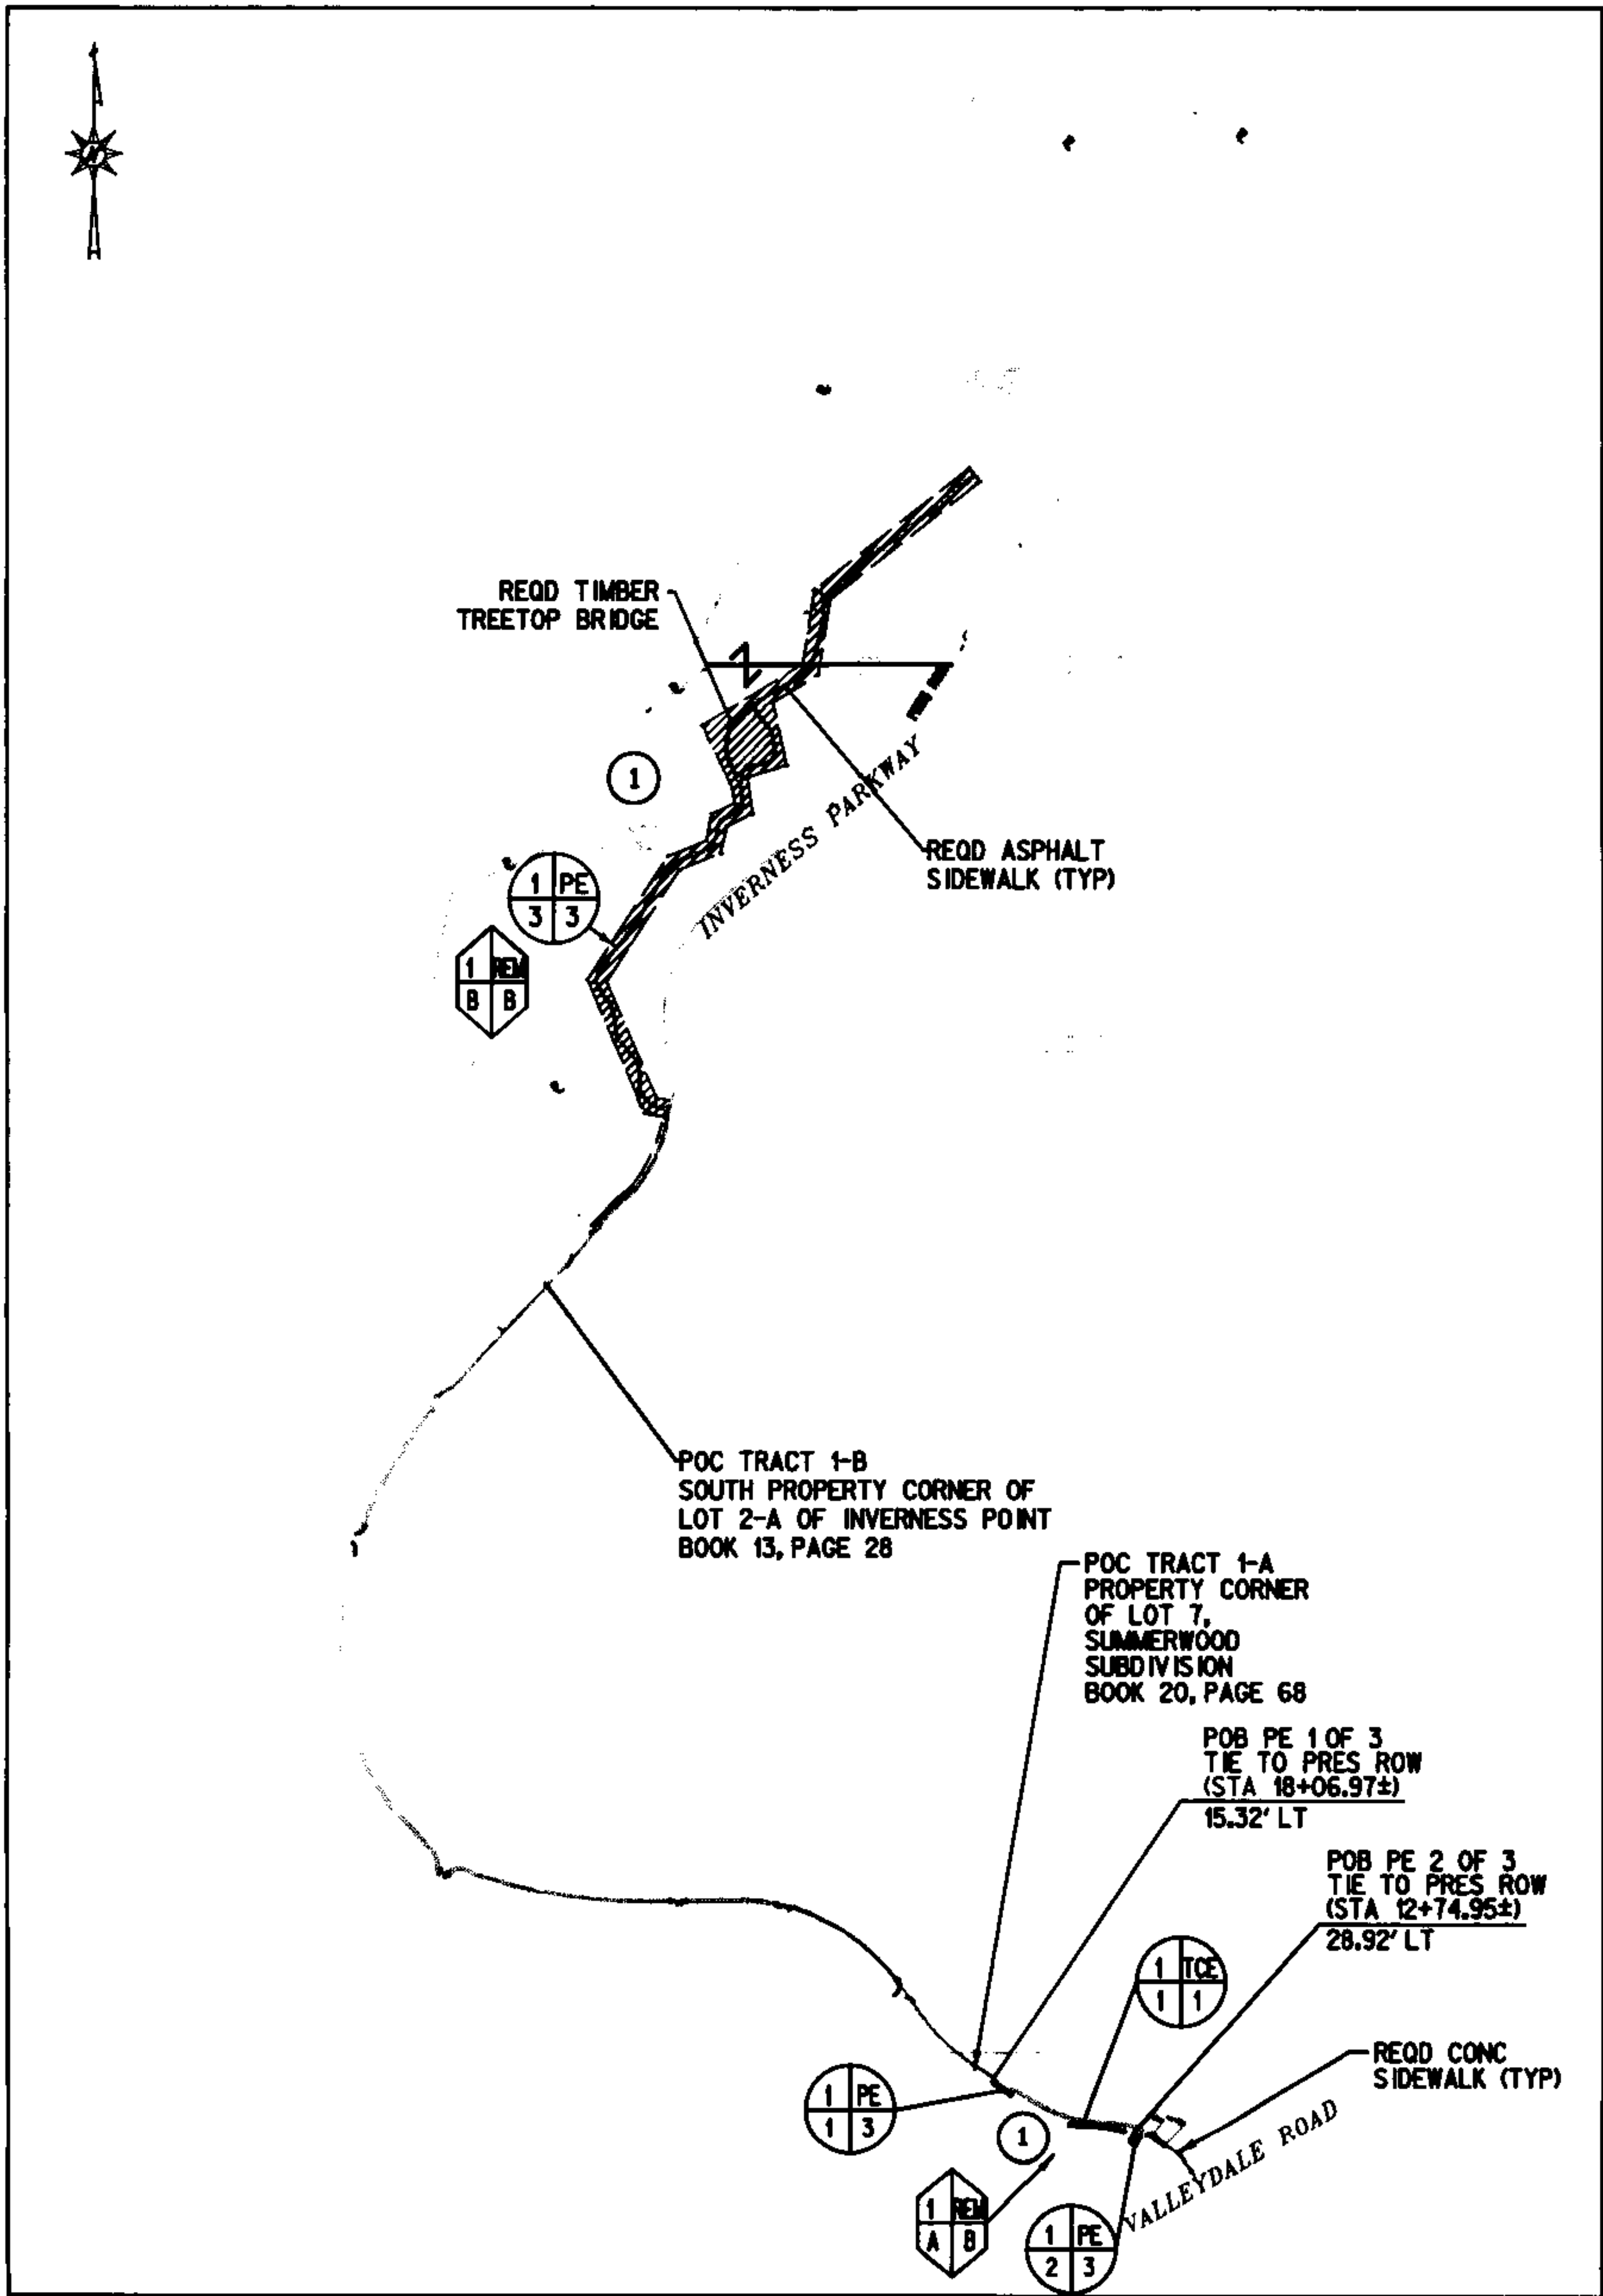 N
REQD TIMBER
TREETOP BRIDGE
Z
1
INVERNESS PARKWAY
REQD ASPHALT
SIDEWALK (TYP)
1 PE
3 3
1 REM
B B
POC TRACT 1-B
SOUTH PROPERTY CORNER OF
LOT 2-A OF INVERNESS POINT
BOOK 13, PAGE 28
POC TRACT 1-A
PROPERTY CORNER
OF LOT 7,
SUMMERWOOD
SUBDIVISION
BOOK 20, PAGE 68
POB PE 1 OF 3
TIE TO PRES ROW
(STA 18+06.97±)
15.32' LT
POB PE 2 OF 3
TIE TO PRES ROW
(STA 12+74.95±)
28.92' LT
1 TCE
1 1
REQD CONC
SIDEWALK (TYP)
1 PE
1 3
1
VALLEYDALE ROAD
1 REM
A B
1 PE
2 3